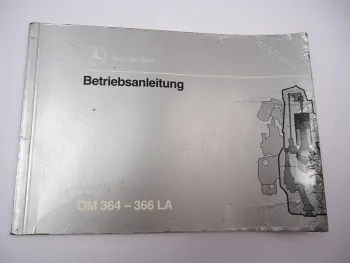 Mercedes-Benz
Betriebsanleitung
OM 364 – 366 LA